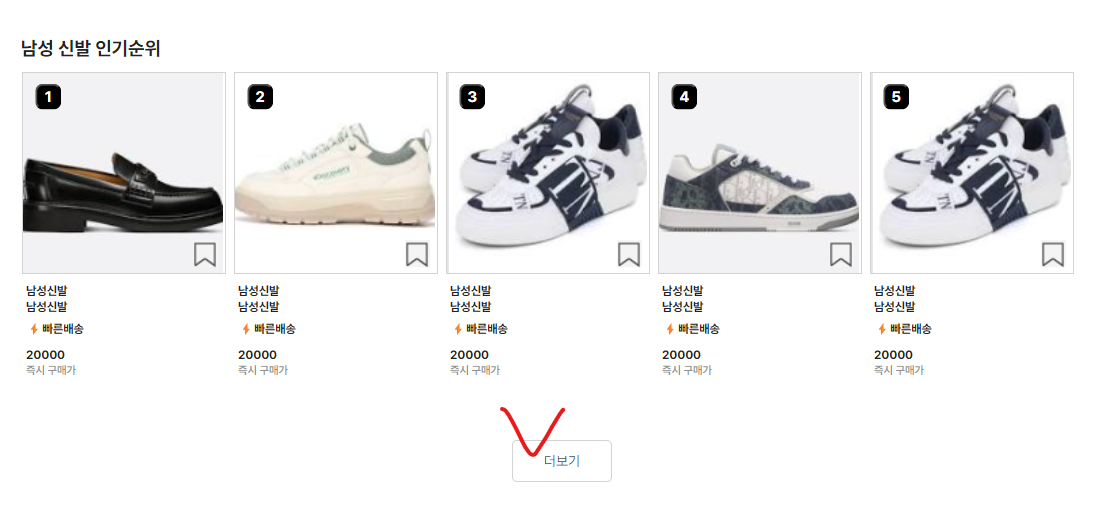 남성 신발 인기순위
1
2
3
4
5
남성신발
남성신발
빠른배송
20000
즉시 구매가
남성신발
남성신발
빠른배송
20000
즉시 구매가
남성신발
남성신발
빠른배송
20000
즉시 구매가
남성신발
남성신발
빠른배송
20000
즉시 구매가
남성신발
남성신발
빠른배송
20000
즉시 구매가
더보기